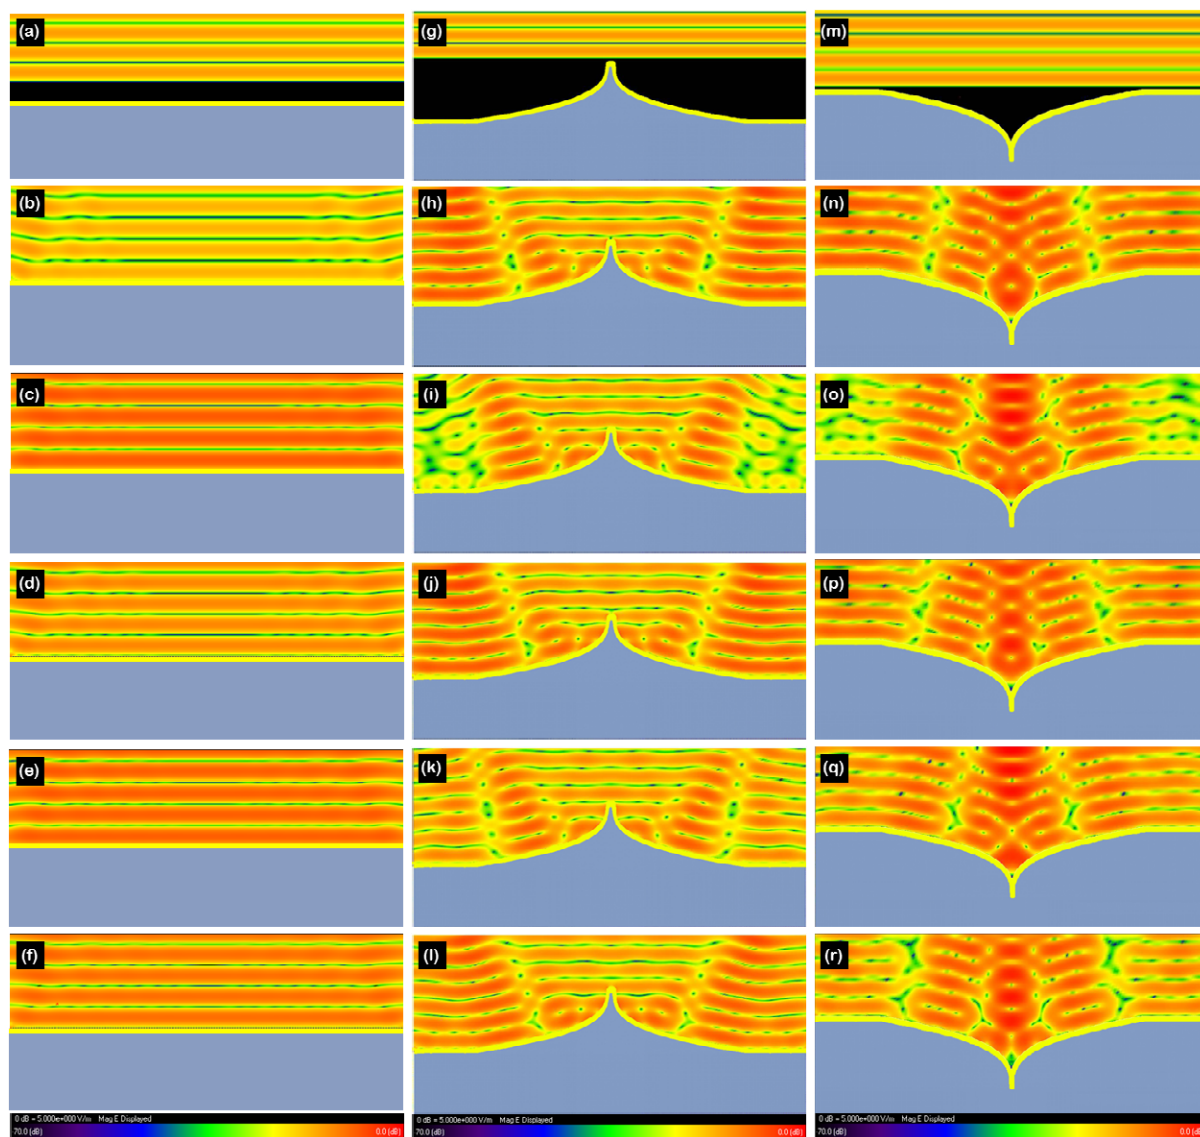 (a) (g) (m)
(b) (h) (n)
(c) (i) (o)
(d) (j) (p)
(e) (k) (q)
(f) (l) (r)
0 dB = 5.000e+000 V/m Mag E Displayed 0 dB = 5.000e+000 V/m Mag E Displayed 0 dB = 5.000e+000 V/m Mag E Displayed
70.0 (dB) 0.0 (dB) 70.0 (dB) 0.0 (dB) 70.0 (dB) 0.0 (dB)